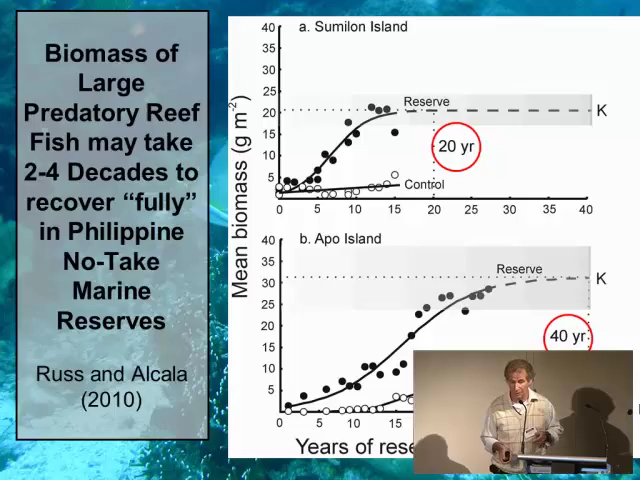 Biomass of
Large
Predatory Reef
Fish may take
2-4 Decades to
recover “fully”
in Philippine
No-Take
Marine
Reserves
Russ and Alcala
(2010)
Mean biomass (g m-2)
a. Sumilon Island
40
35
30
25
20
15
10
5
0 5 10 15 20 25 30 35 40
Reserve
K
20 yr
Control
b. Apo Island
40
35
30
25
20
15
10
5
0
Reserve
K
40 yr
0 5 10 15
Years of rese